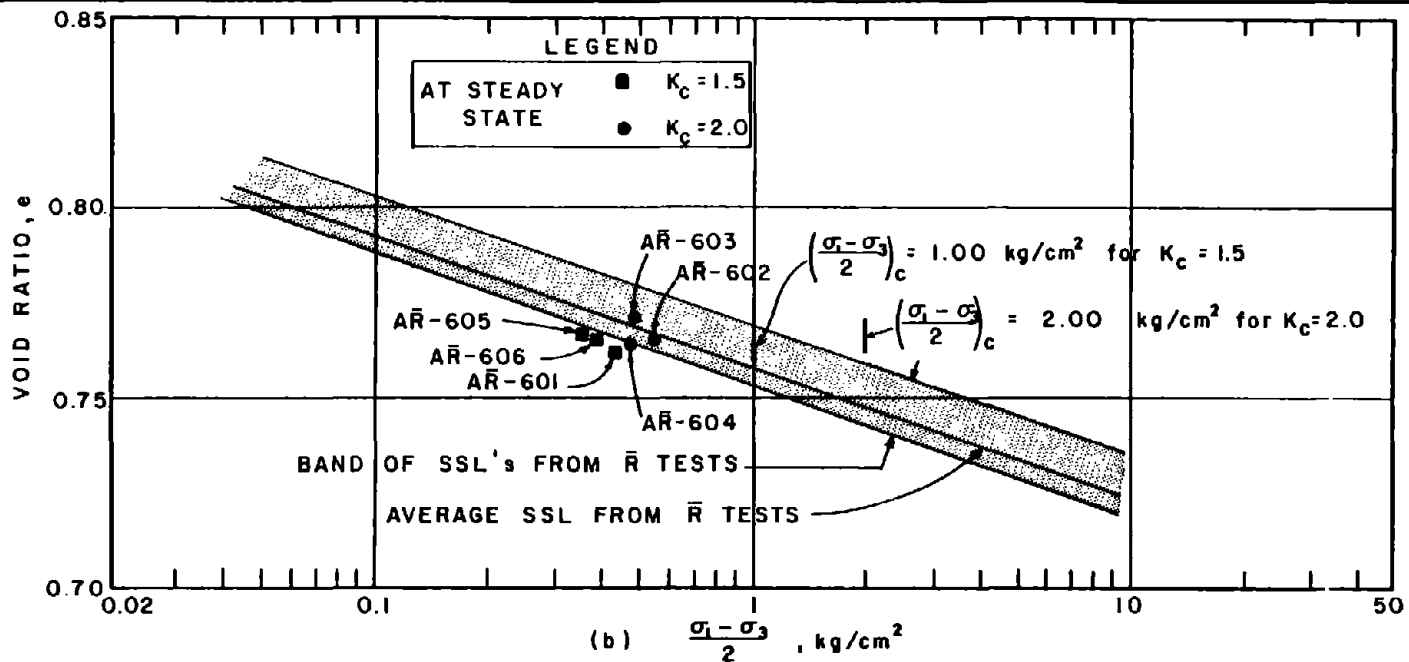 0.85
LEGEND
AT STEADY STATE
■ K_c = 1.5
● K_c = 2.0
VOID RATIO, e
0.80
AR̄-603
AR̄-602
(σ₁ - σ₃ / 2)_c = 1.00 kg/cm² for K_c = 1.5
(σ₁ - σ₃ / 2)_c = 2.00 kg/cm² for K_c = 2.0
AR̄-605
AR̄-606
AR̄-601
AR̄-604
0.75
BAND OF SSL's FROM R̄ TESTS
AVERAGE SSL FROM R̄ TESTS
0.70
0.02 0.1 1 10 50
(b) σ₁ - σ₃ / 2 , kg/cm²